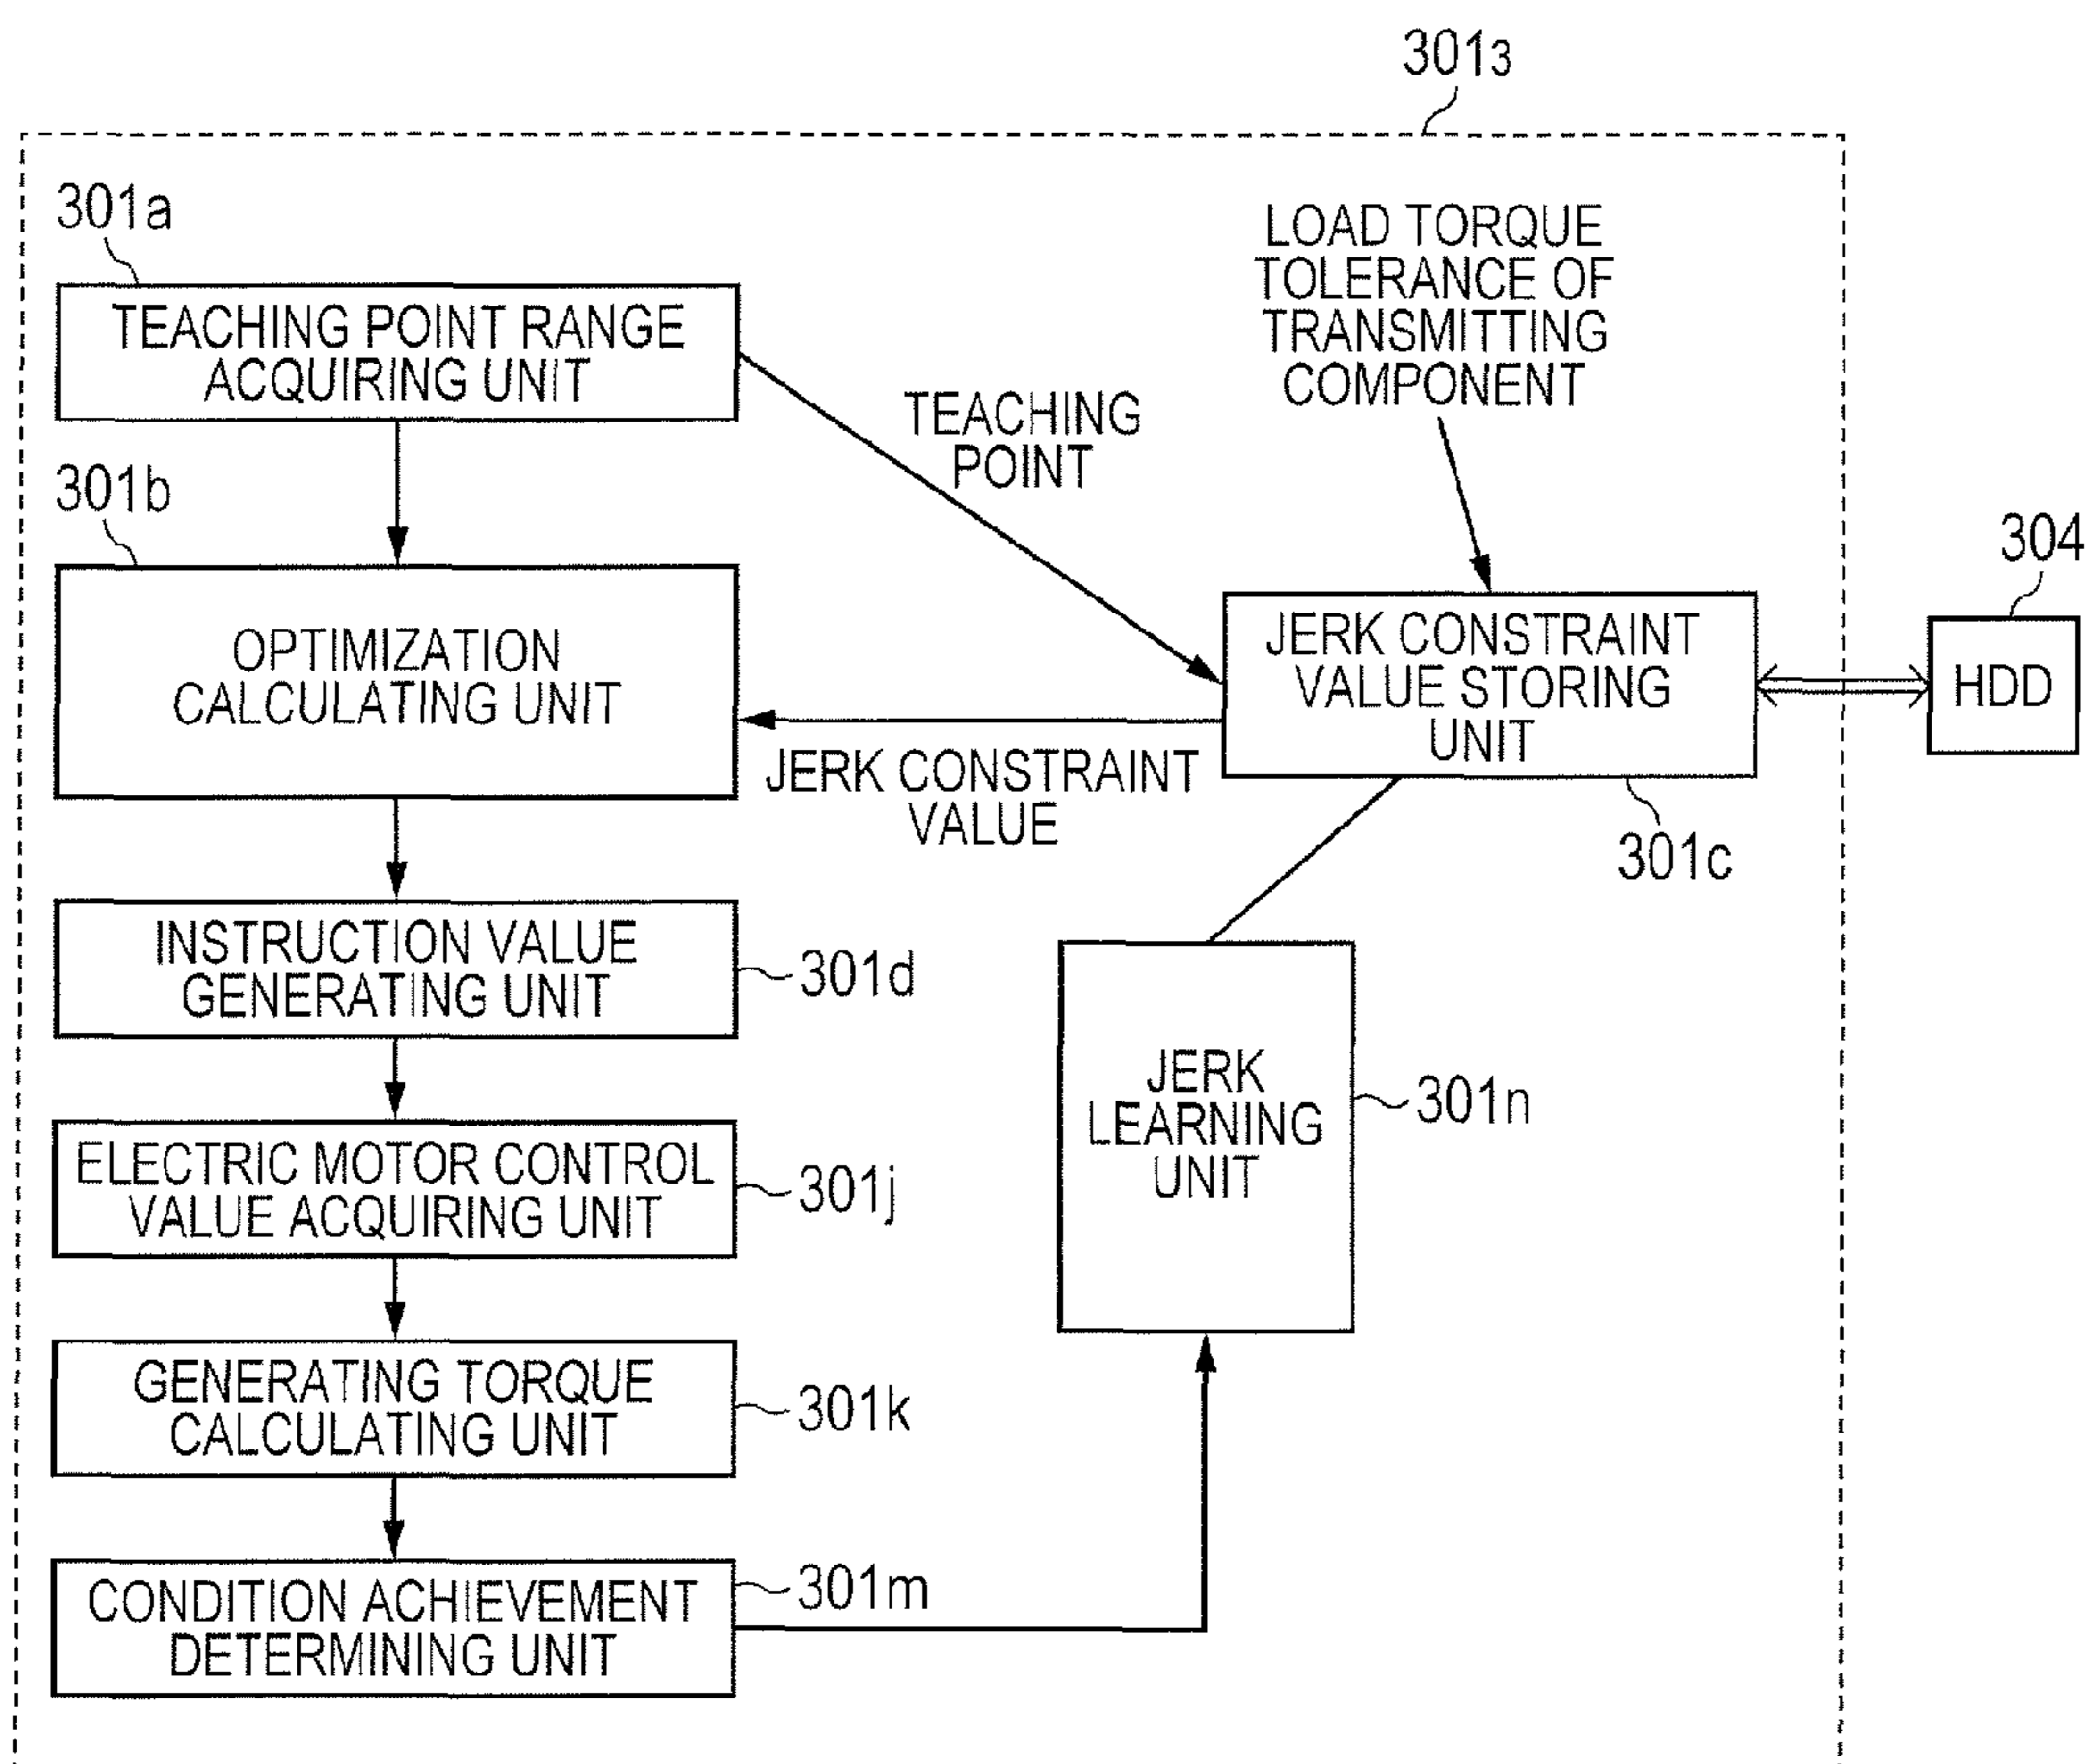 301₃
301a
TEACHING POINT RANGE
ACQUIRING UNIT
LOAD TORQUE
TOLERANCE OF
TRANSMITTING
COMPONENT
TEACHING
POINT
301b
OPTIMIZATION
CALCULATING UNIT
304
HDD
JERK CONSTRAINT
VALUE STORING
UNIT
JERK CONSTRAINT
VALUE
301c
INSTRUCTION VALUE
GENERATING UNIT
301d
JERK
LEARNING
UNIT
301n
ELECTRIC MOTOR CONTROL
VALUE ACQUIRING UNIT
301j
GENERATING TORQUE
CALCULATING UNIT
301k
CONDITION ACHIEVEMENT
DETERMINING UNIT
301m